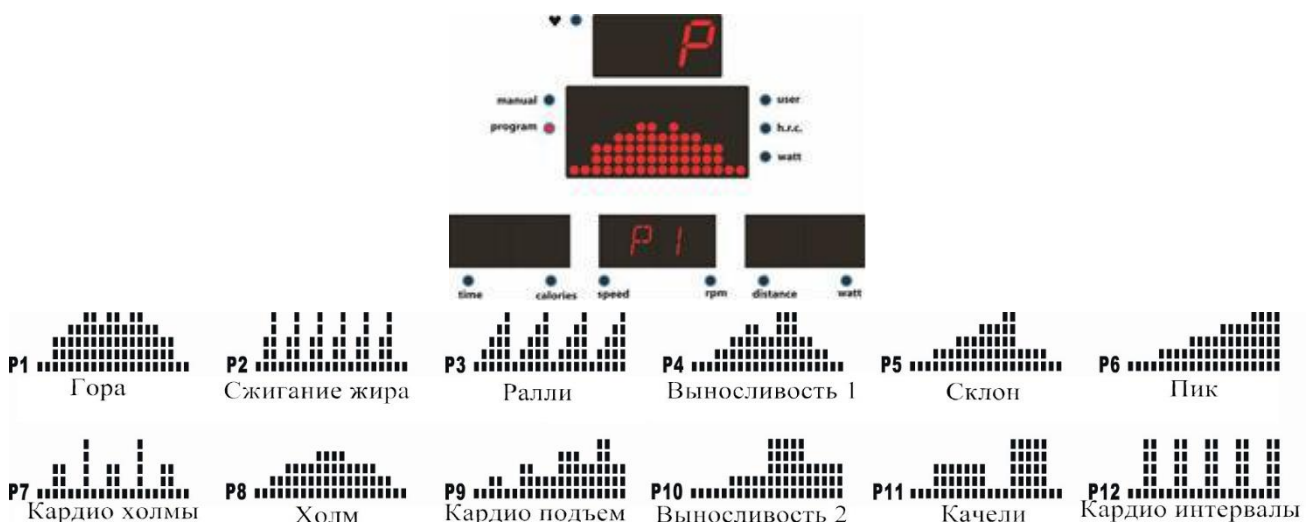 P
manual user
program h.r.c.
watt
P1
time calories speed rpm distance watt
P1 P2 P3 P4 P5 P6
Гора Сжигание жира Ралли Выносливость 1 Склон Пик
P7 P8 P9 P10 P11 P12
Кардио холмы Холм Кардио подъем Выносливость 2 Качели Кардио интервалы